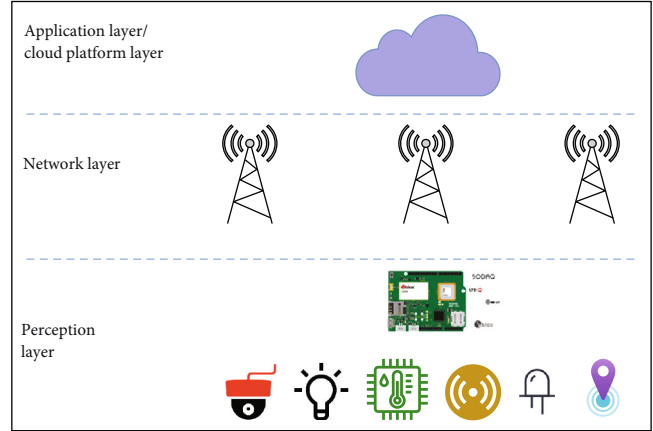 Application layer/
cloud platform layer
Network layer
SODAQ
Perception
layer